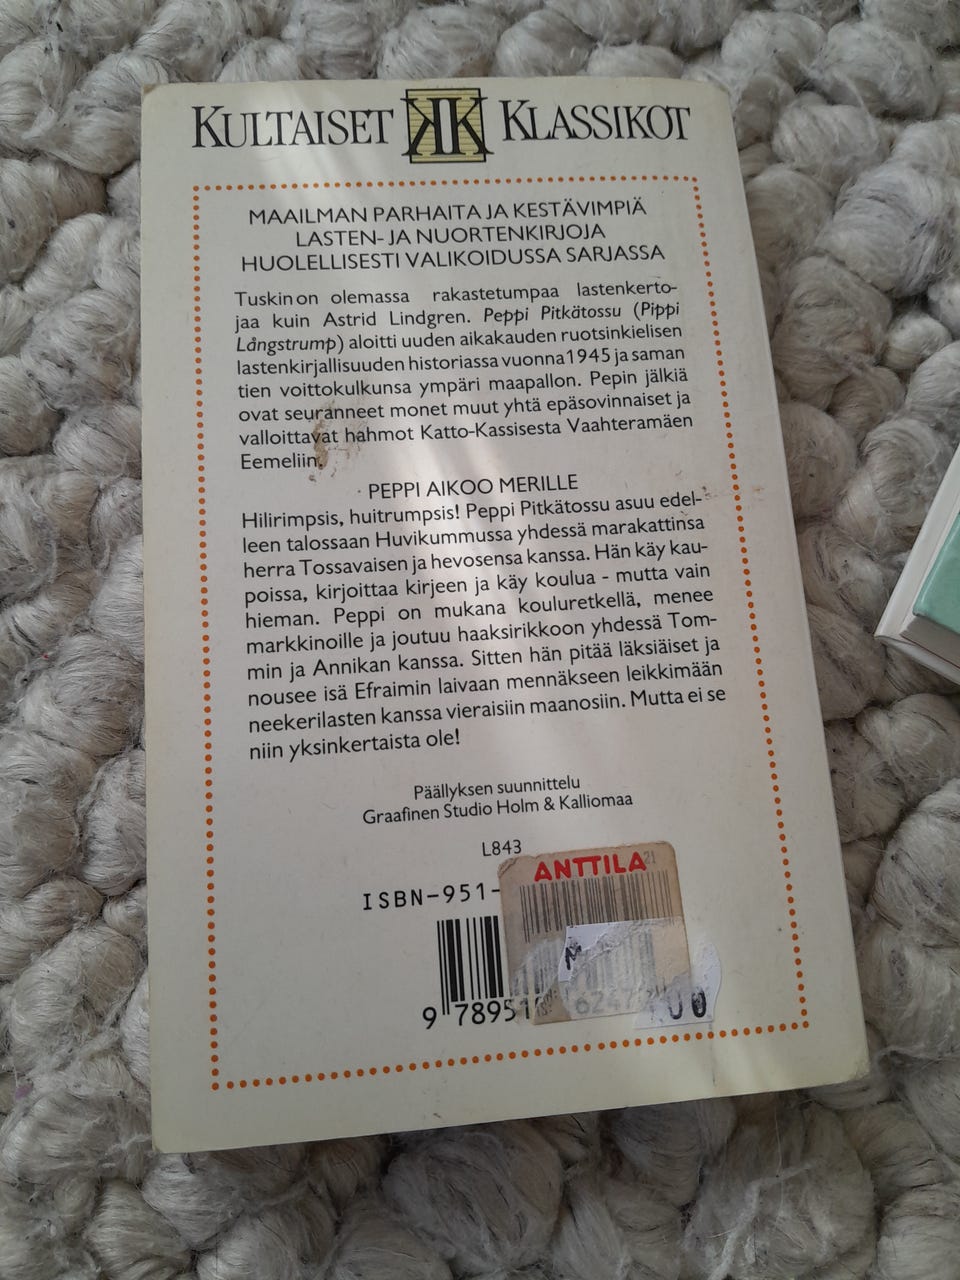 KULTAISET KK KLASSIKOT
MAAILMAN PARHAITA JA KESTÄVIMPIÄ
LASTEN- JA NUORTENKIRJOJA
HUOLELLISESTI VALIKOIDUSSA SARJASSA
Tuskin on olemassa rakastetumpaa lastenkerto-
jaa kuin Astrid Lindgren. Peppi Pitkätossu (Pippi
Långstrump) aloitti uuden aikakauden ruotsinkielisen
lastenkirjallisuuden historiassa vuonna 1945 ja saman
tien voittokulkunsa ympäri maapallon. Pepin jälkiä
ovat seuranneet monet muut yhtä epäsovinnaiset ja
valloittavat hahmot Katto-Kassisesta Vaahteramäen
Eemeliin.
PEPPI AIKOO MERILLE
Hilirimpsis, huitrumpsis! Peppi Pitkätossu asuu edel-
leen talossaan Huvikummussa yhdessä marakattinsa
herra Tossavaisen ja hevosensa kanssa. Hän käy kau-
poissa, kirjoittaa kirjeen ja käy koulua - mutta vain
hieman. Peppi on mukana kouluretkellä, menee
markkinoille ja joutuu haaksirikkoon yhdessä Tom-
min ja Annikan kanssa. Sitten hän pitää läksiäiset ja
nousee isä Efraimin laivaan mennäkseen leikkimään
neekerilasten kanssa vieraisiin maanosiin. Mutta ei se
niin yksinkertaista ole!
Päällyksen suunnittelu
Graafinen Studio Holm & Kalliomaa
L843
ANTTILA 21
ISBN-951-
9 78951
00